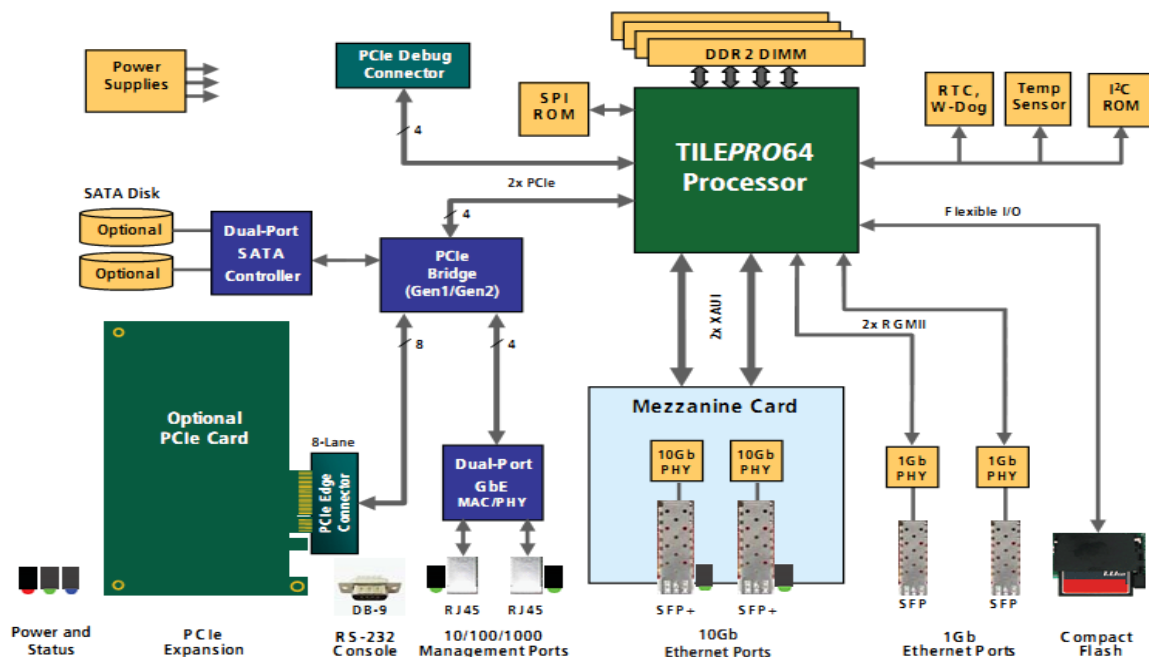 Power
Supplies
PCIe Debug
Connector
DDR2 DIMM
SPI
ROM
RTC,
W-Dog
Temp
Sensor
I²C
ROM
4
TILEPRO64
Processor
2x PCIe
4
SATA Disk
Optional
Optional
Dual-Port
SATA
Controller
PCIe
Bridge
(Gen1/Gen2)
Flexible I/O
8
4
2x XAUI
2x RGMII
Optional
PCIe Card
8-Lane
PCIe Edge
Connector
Dual-Port
GbE
MAC/PHY
Mezzanine Card
10Gb
PHY
10Gb
PHY
1Gb
PHY
1Gb
PHY
DB-9
RJ45
RJ45
SFP+
SFP+
SFP
SFP
Power and
Status
PCIe
Expansion
RS-232
Console
10/100/1000
Management Ports
10Gb
Ethernet Ports
1Gb
Ethernet Ports
Compact
Flash